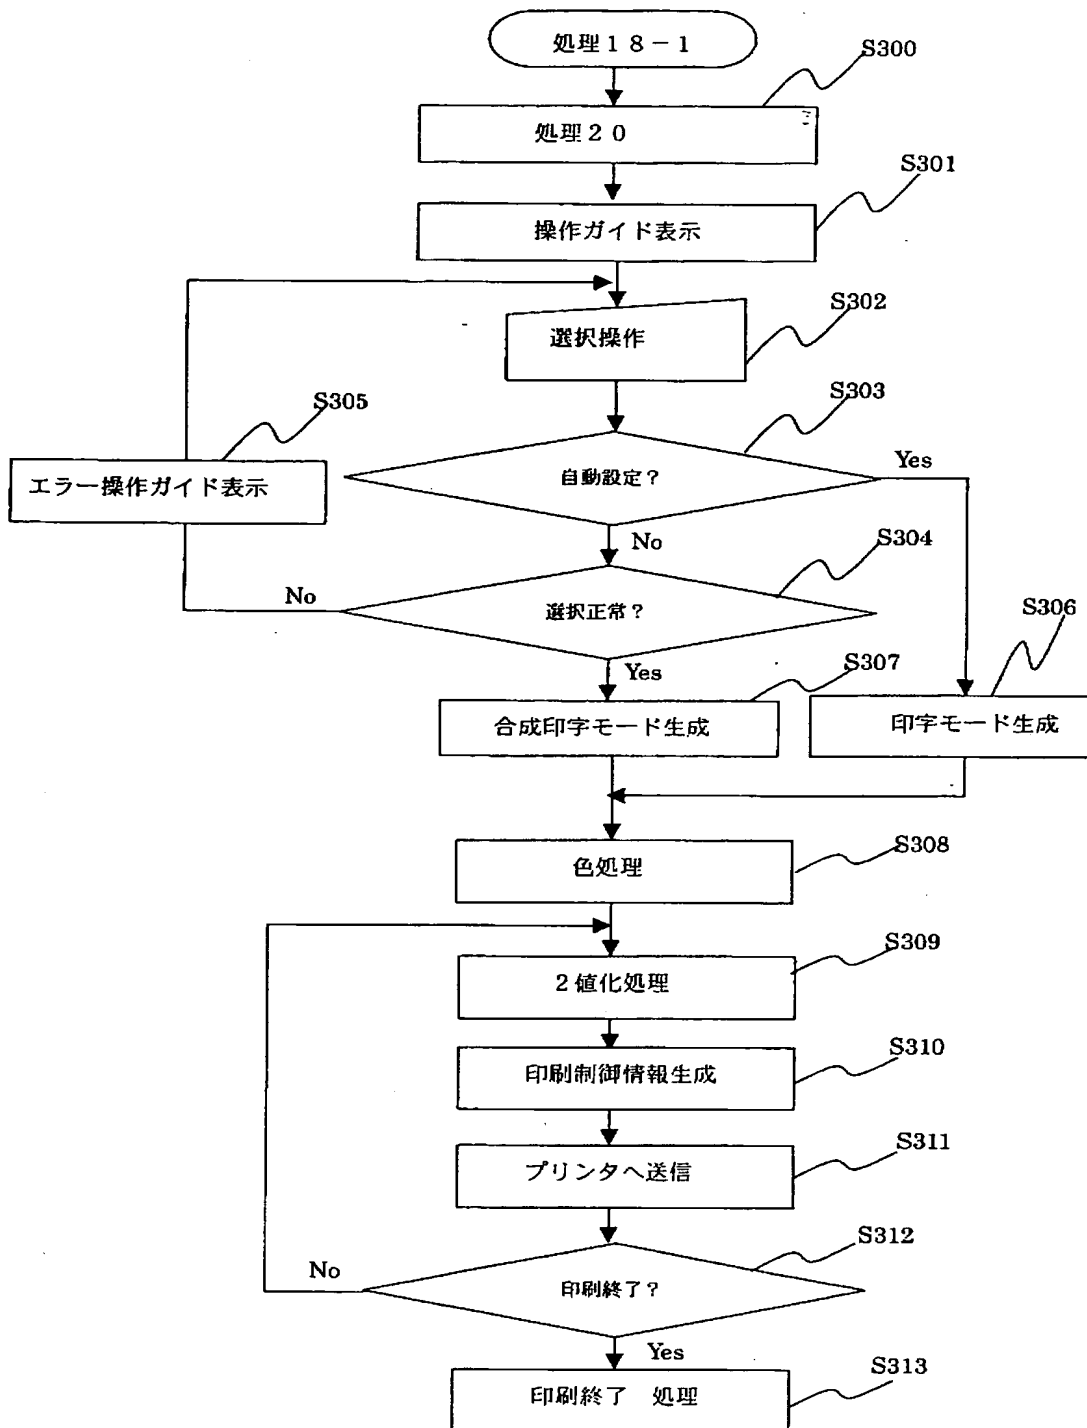 処理18-1
S300
処理20
S301
操作ガイド表示
S302
選択操作
S303
自動設定?
Yes
S305
エラー操作ガイド表示
No
S304
選択正常?
No
Yes
S306
印字モード生成
S307
合成印字モード生成
S308
色処理
S309
2値化処理
S310
印刷制御情報生成
S311
プリンタへ送信
S312
印刷終了?
No
Yes
S313
印刷終了 処理